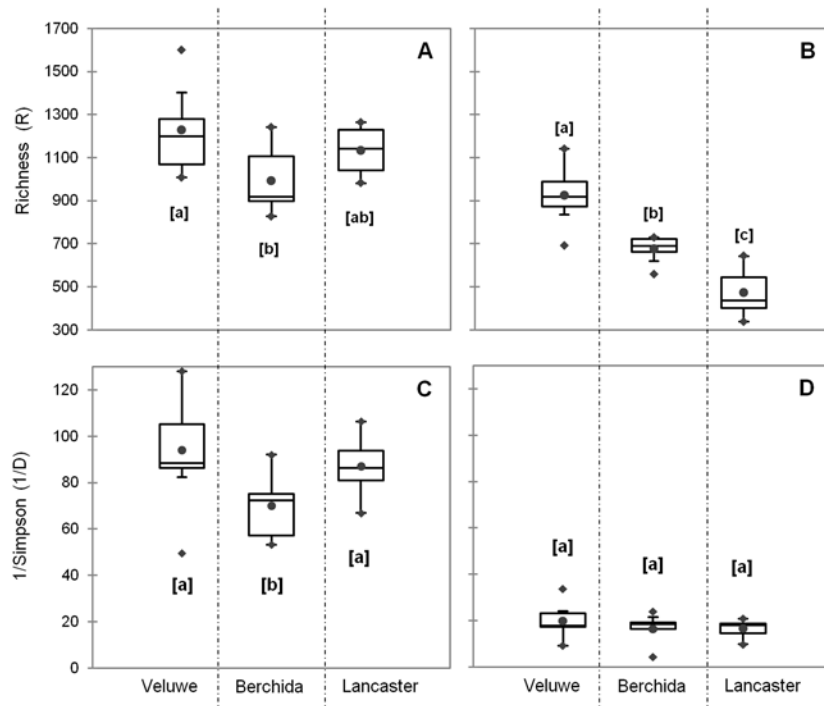 1700
1500
1300
1100
900
700
500
300
Richness (R)
A
[a]
[b]
[ab]
B
[a]
[b]
[c]
120
100
80
60
40
20
0
1/Simpson (1/D)
C
[a]
[b]
[a]
D
[a]
[a]
[a]
Veluwe Berchida Lancaster Veluwe Berchida Lancaster